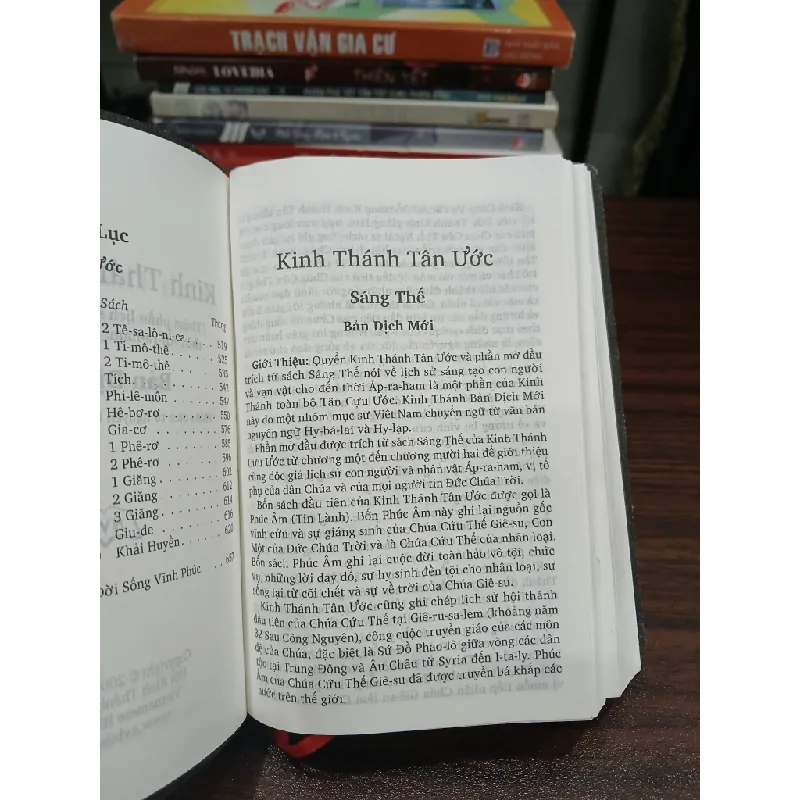 TRẠCH VẬN GIA CƯ
THIÊN YẾT
Lục
ước
Sách
Trang
2 Tê-sa-lô-ni-ca
519
1 Ti-mô-thê
525
2 Ti-mô-thê
Tích
543
Phi-lê-môn
547
Hê-bơ-rơ
550
Gia-cơ
1 Phê-rơ
2 Phê-rơ
1 Giăng
602
2 Giăng
612
3 Giăng
614
Giu-đe
616
Khải Huyền
620
Đời Sống Vĩnh Phúc
657
Kinh Thánh Tân Ước
Sáng Thế
Bản Dịch Mới
Giới Thiệu: Quyển Kinh Thánh Tân Ước và phần mở đầu
trích từ sách Sáng Thế nói về lịch sử sáng tạo con người
và vạn vật cho đến thời Áp-ra-ham là một phần của Kinh
Thánh toàn bộ Tân Cựu Ước. Kinh Thánh Bản Dịch Mới
này do một nhóm mục sư Việt Nam chuyên ngữ từ văn bản
nguyên ngữ Hy-bá-lai và Hy-lạp.
Phần mở đầu được trích từ sách Sáng Thế của Kinh Thánh
Cựu Ước từ chương một đến chương mười hai để giới thiệu
cùng độc giả lịch sử con người và nhân vật Áp-ra-ham, vị tổ
phụ của dân Chúa và của mọi người tin Đức Chúa Trời.
Bốn sách đầu tiên của Kinh Thánh Tân Ước được gọi là
Phúc Âm (Tin Lành). Bốn Phúc Âm này ghi lại nguồn gốc
vĩnh cửu và sự giáng sinh của Chúa Cứu Thế Giê-su, Con
Một của Đức Chúa Trời và là Chúa Cứu Thế của nhân loại.
Bốn sách Phúc Âm ghi lại cuộc đời toàn hảo vô tội, chức
vụ, những lời dạy dỗ, sự hy sinh đền tội cho nhân loại, sự
sống lại từ cõi chết và sự về trời của Chúa Giê-su.
Kinh Thánh Tân Ước cũng ghi chép lịch sử hội thánh
đầu tiên của Chúa Cứu Thế tại Giê-ru-sa-lem (khoảng năm
32 Sau Công Nguyên), công cuộc truyền giáo của các môn
đệ của Chúa, đặc biệt là Sứ Đồ Phao-lô giữa vòng các dân
tộc tại Trung Đông và Âu Châu từ Syria đến I-ta-ly. Phúc
Âm của Chúa Cứu Thế Giê-su đã được truyền bá khắp các
nước trên thế giới.